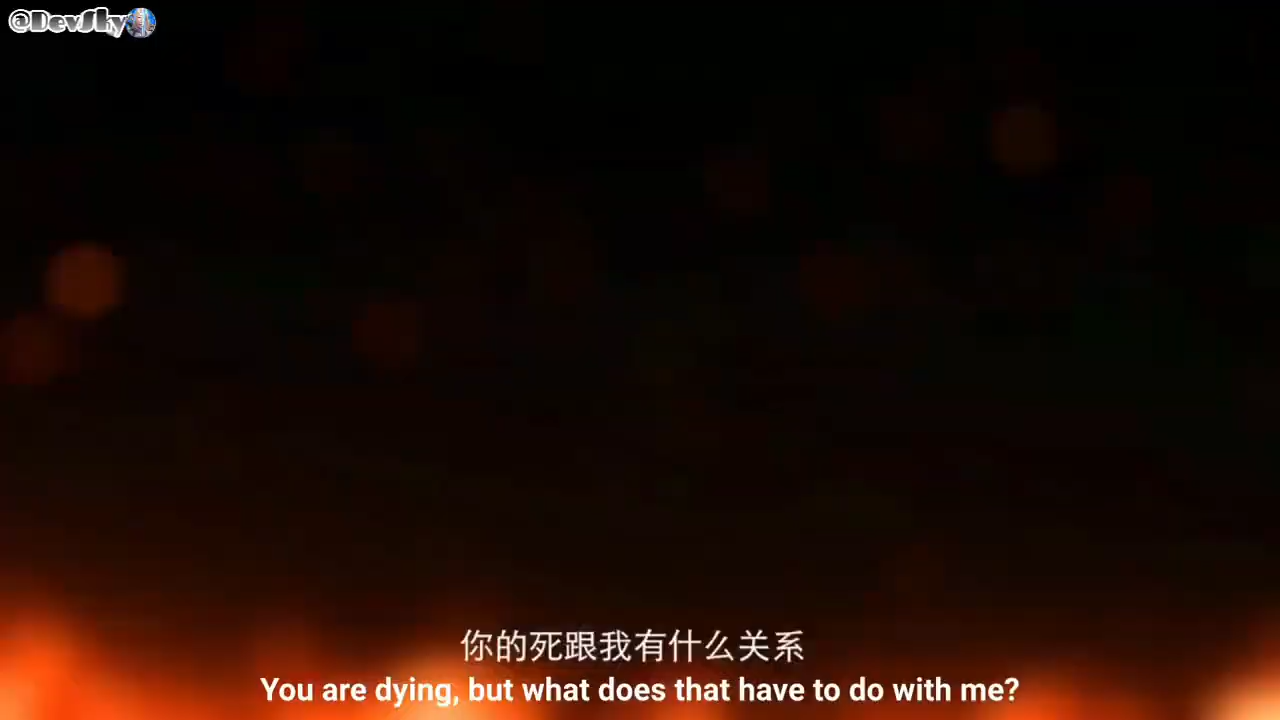 @DevSky
你的死跟我有什么关系
You are dying, but what does that have to do with me?